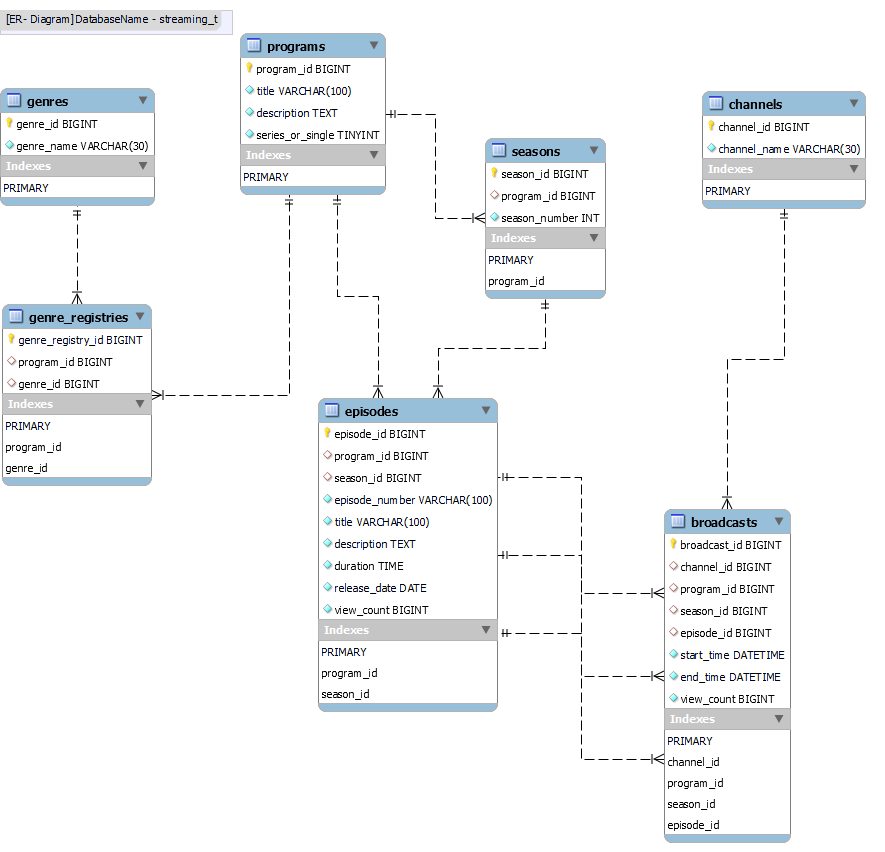 [ER- Diagram]DatabaseName - streaming_t
programs
program_id BIGINT
title VARCHAR(100)
description TEXT
series_or_single TINYINT
Indexes
PRIMARY
genres
genre_id BIGINT
genre_name VARCHAR(30)
Indexes
PRIMARY
seasons
season_id BIGINT
program_id BIGINT
season_number INT
Indexes
PRIMARY
program_id
channels
channel_id BIGINT
channel_name VARCHAR(30)
Indexes
PRIMARY
genre_registries
genre_registry_id BIGINT
program_id BIGINT
genre_id BIGINT
Indexes
PRIMARY
program_id
genre_id
episodes
episode_id BIGINT
program_id BIGINT
season_id BIGINT
episode_number VARCHAR(100)
title VARCHAR(100)
description TEXT
duration TIME
release_date DATE
view_count BIGINT
Indexes
PRIMARY
program_id
season_id
broadcasts
broadcast_id BIGINT
channel_id BIGINT
program_id BIGINT
season_id BIGINT
episode_id BIGINT
start_time DATETIME
end_time DATETIME
view_count BIGINT
Indexes
PRIMARY
channel_id
program_id
season_id
episode_id